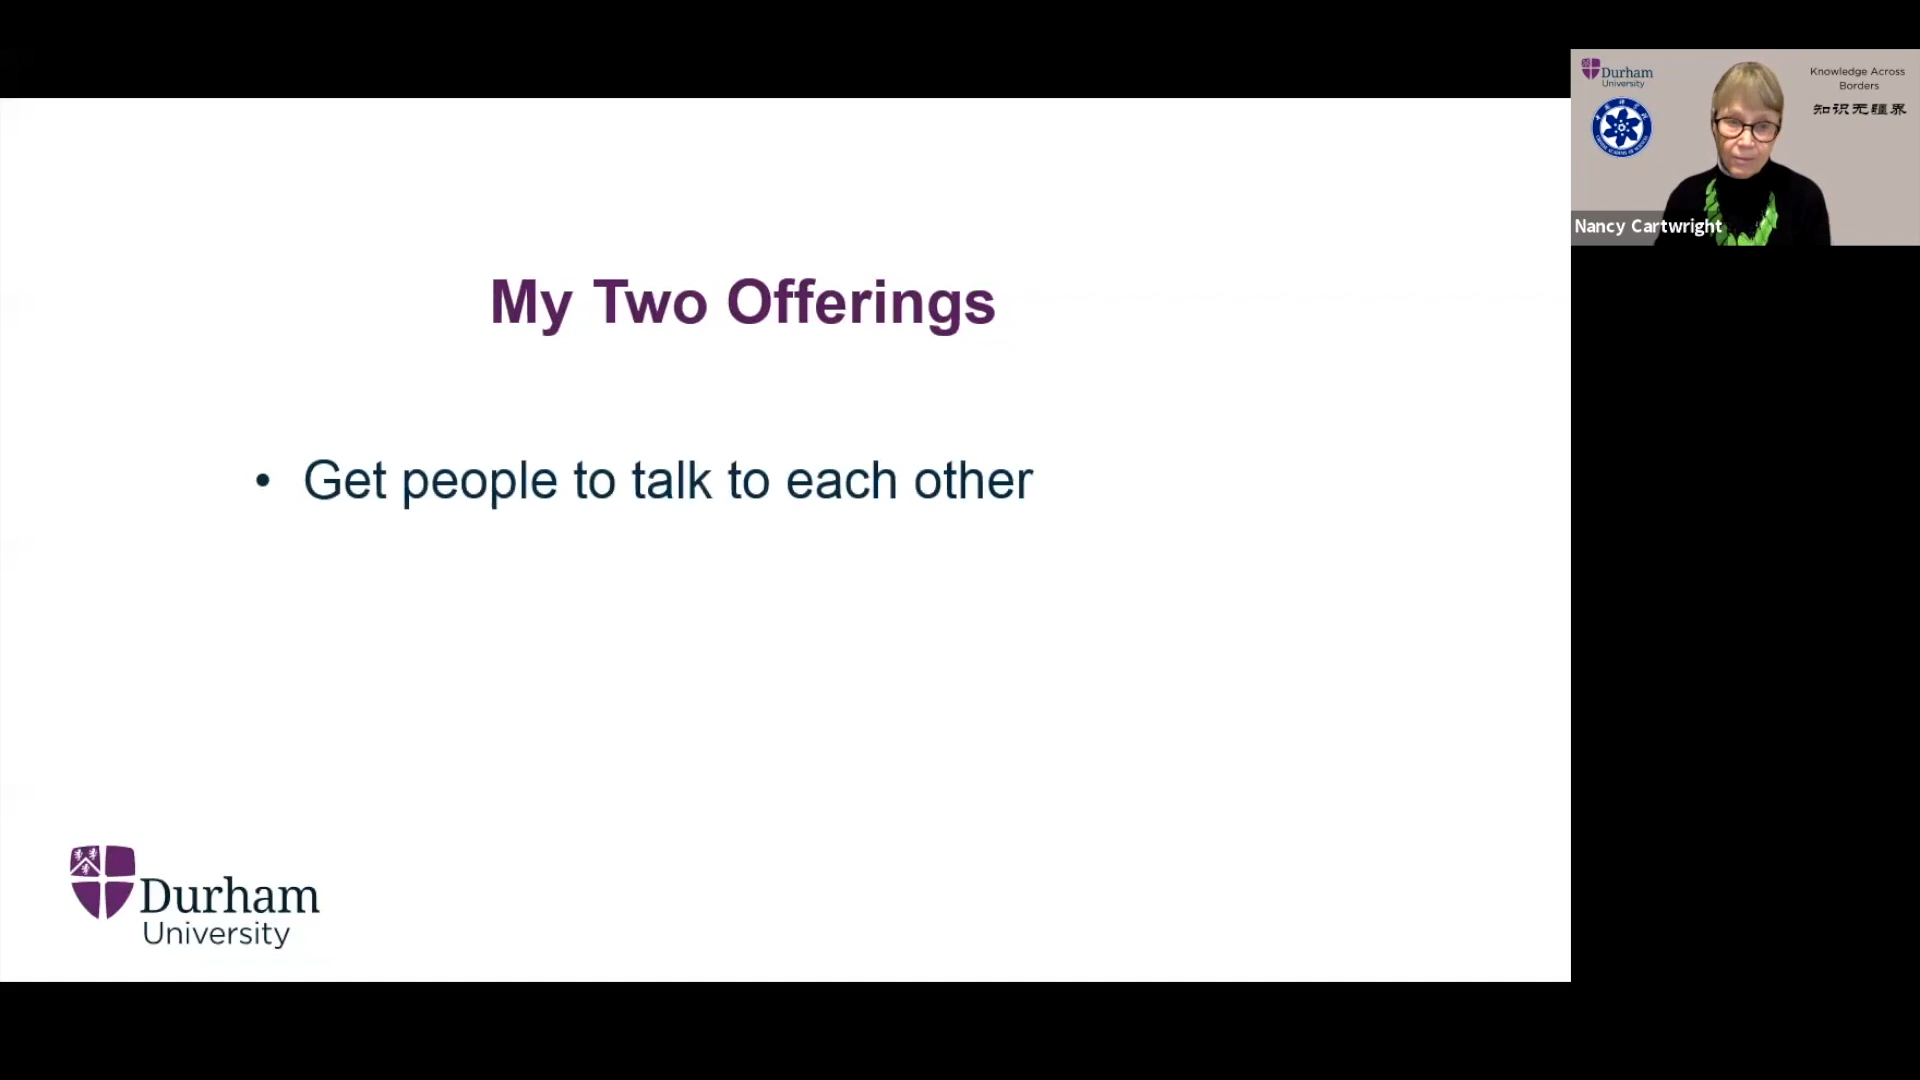 My Two Offerings
• Get people to talk to each other
Durham
University
Durham
University
Knowledge Across
Borders
知识无疆界
Nancy Cartwright